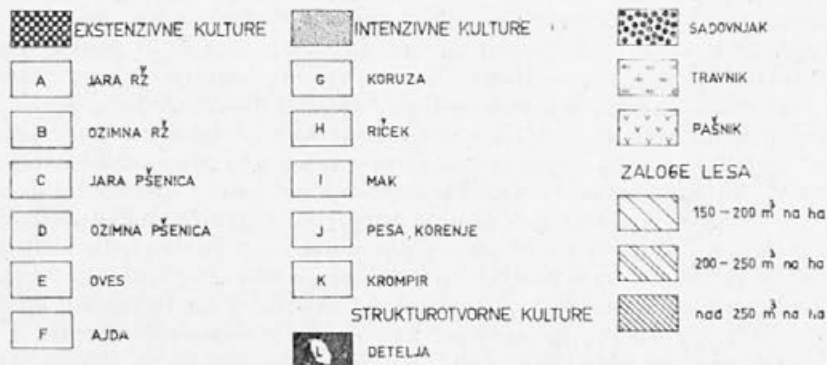 EKSTENZIVNE KULTURE
A JARA RŽ
B OZIMNA RŽ
C JARA PŠENICA
D OZIMNA PŠENICA
E OVES
F AJDA
INTENZIVNE KULTURE
G KORUZA
H RIČEK
I MAK
J PESA, KORENJE
K KROMPIR
STRUKTUROTVORNE KULTURE
L DETELJA
SADOVNJAK
TRAVNIK
PAŠNIK
ZALOGE LESA
150 – 200 m³ na ha
200 – 250 m³ na ha
nad 250 m³ na ha